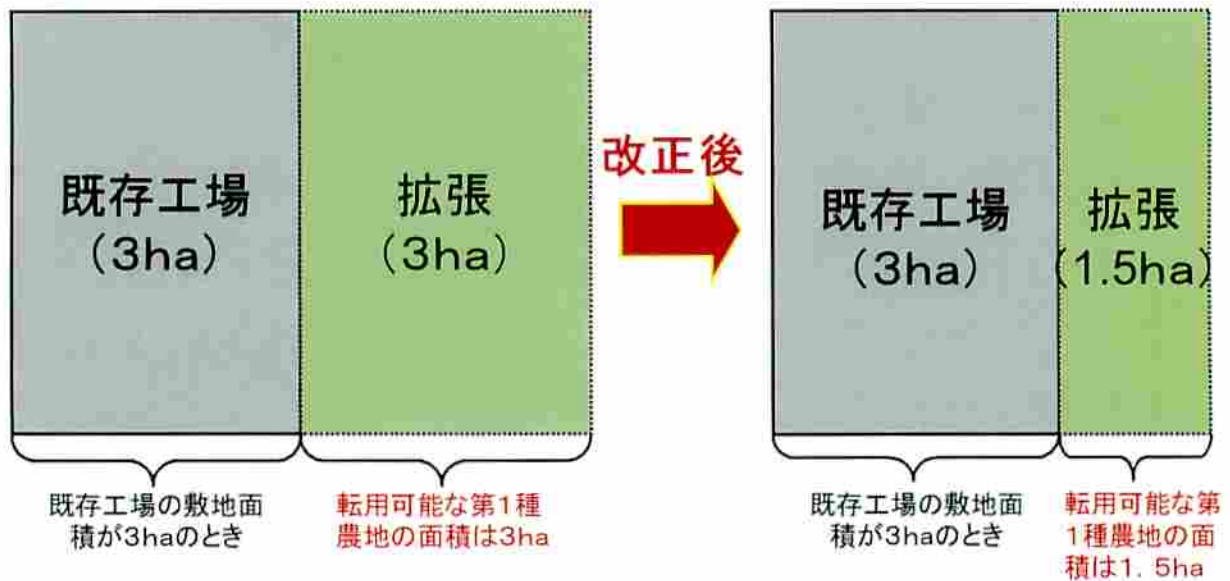 既存工場
(3ha)
拡張
(3ha)
既存工場の敷地面
積が3haのとき
転用可能な第1種
農地の面積は3ha
改正後
既存工場
(3ha)
拡張
(1.5ha)
既存工場の敷地面
積が3haのとき
転用可能な第
1種農地の面
積は1.5ha